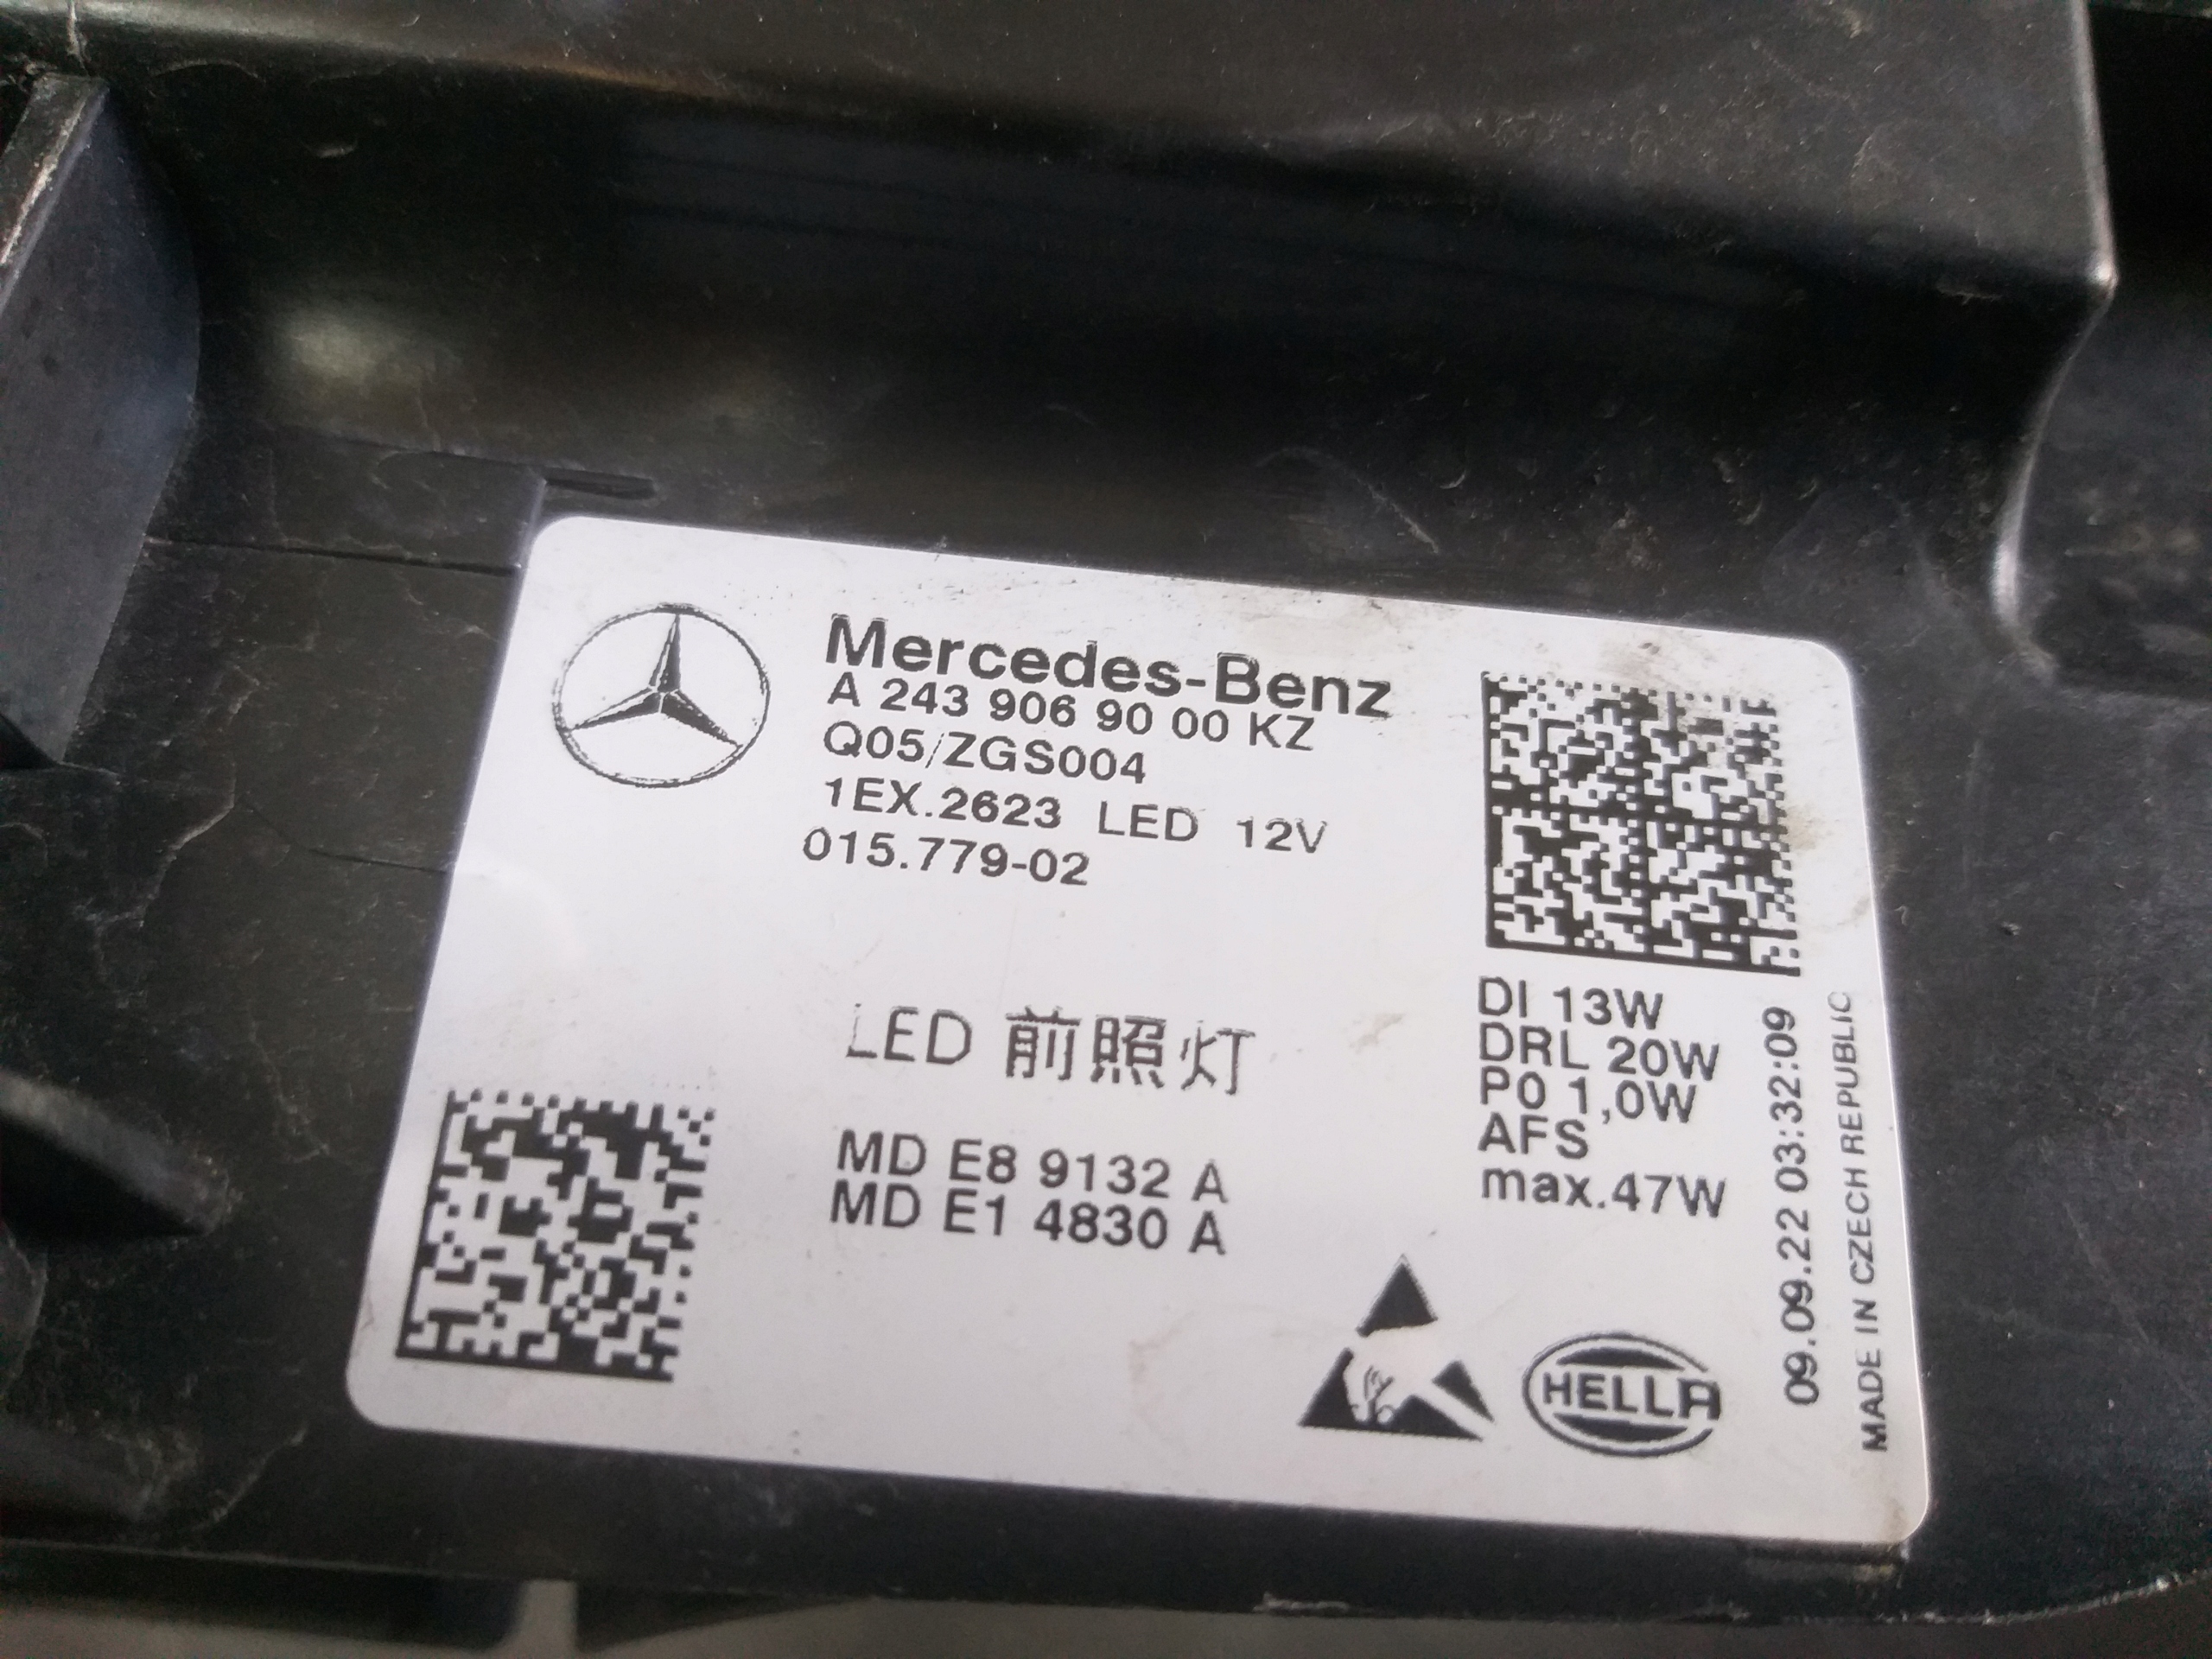 Mercedes-Benz
A 243 906 90 00 KZ
Q05/ZGS004
1EX.2623 LED 12V
015.779-02
LED 前照灯
MD E8 9132 A
MD E1 4830 A
DI 13W
DRL 20W
PO 1,0W
AFS
max.47W
HELLA
09.09.22 03:32:09
MADE IN CZECH REPUBLIC